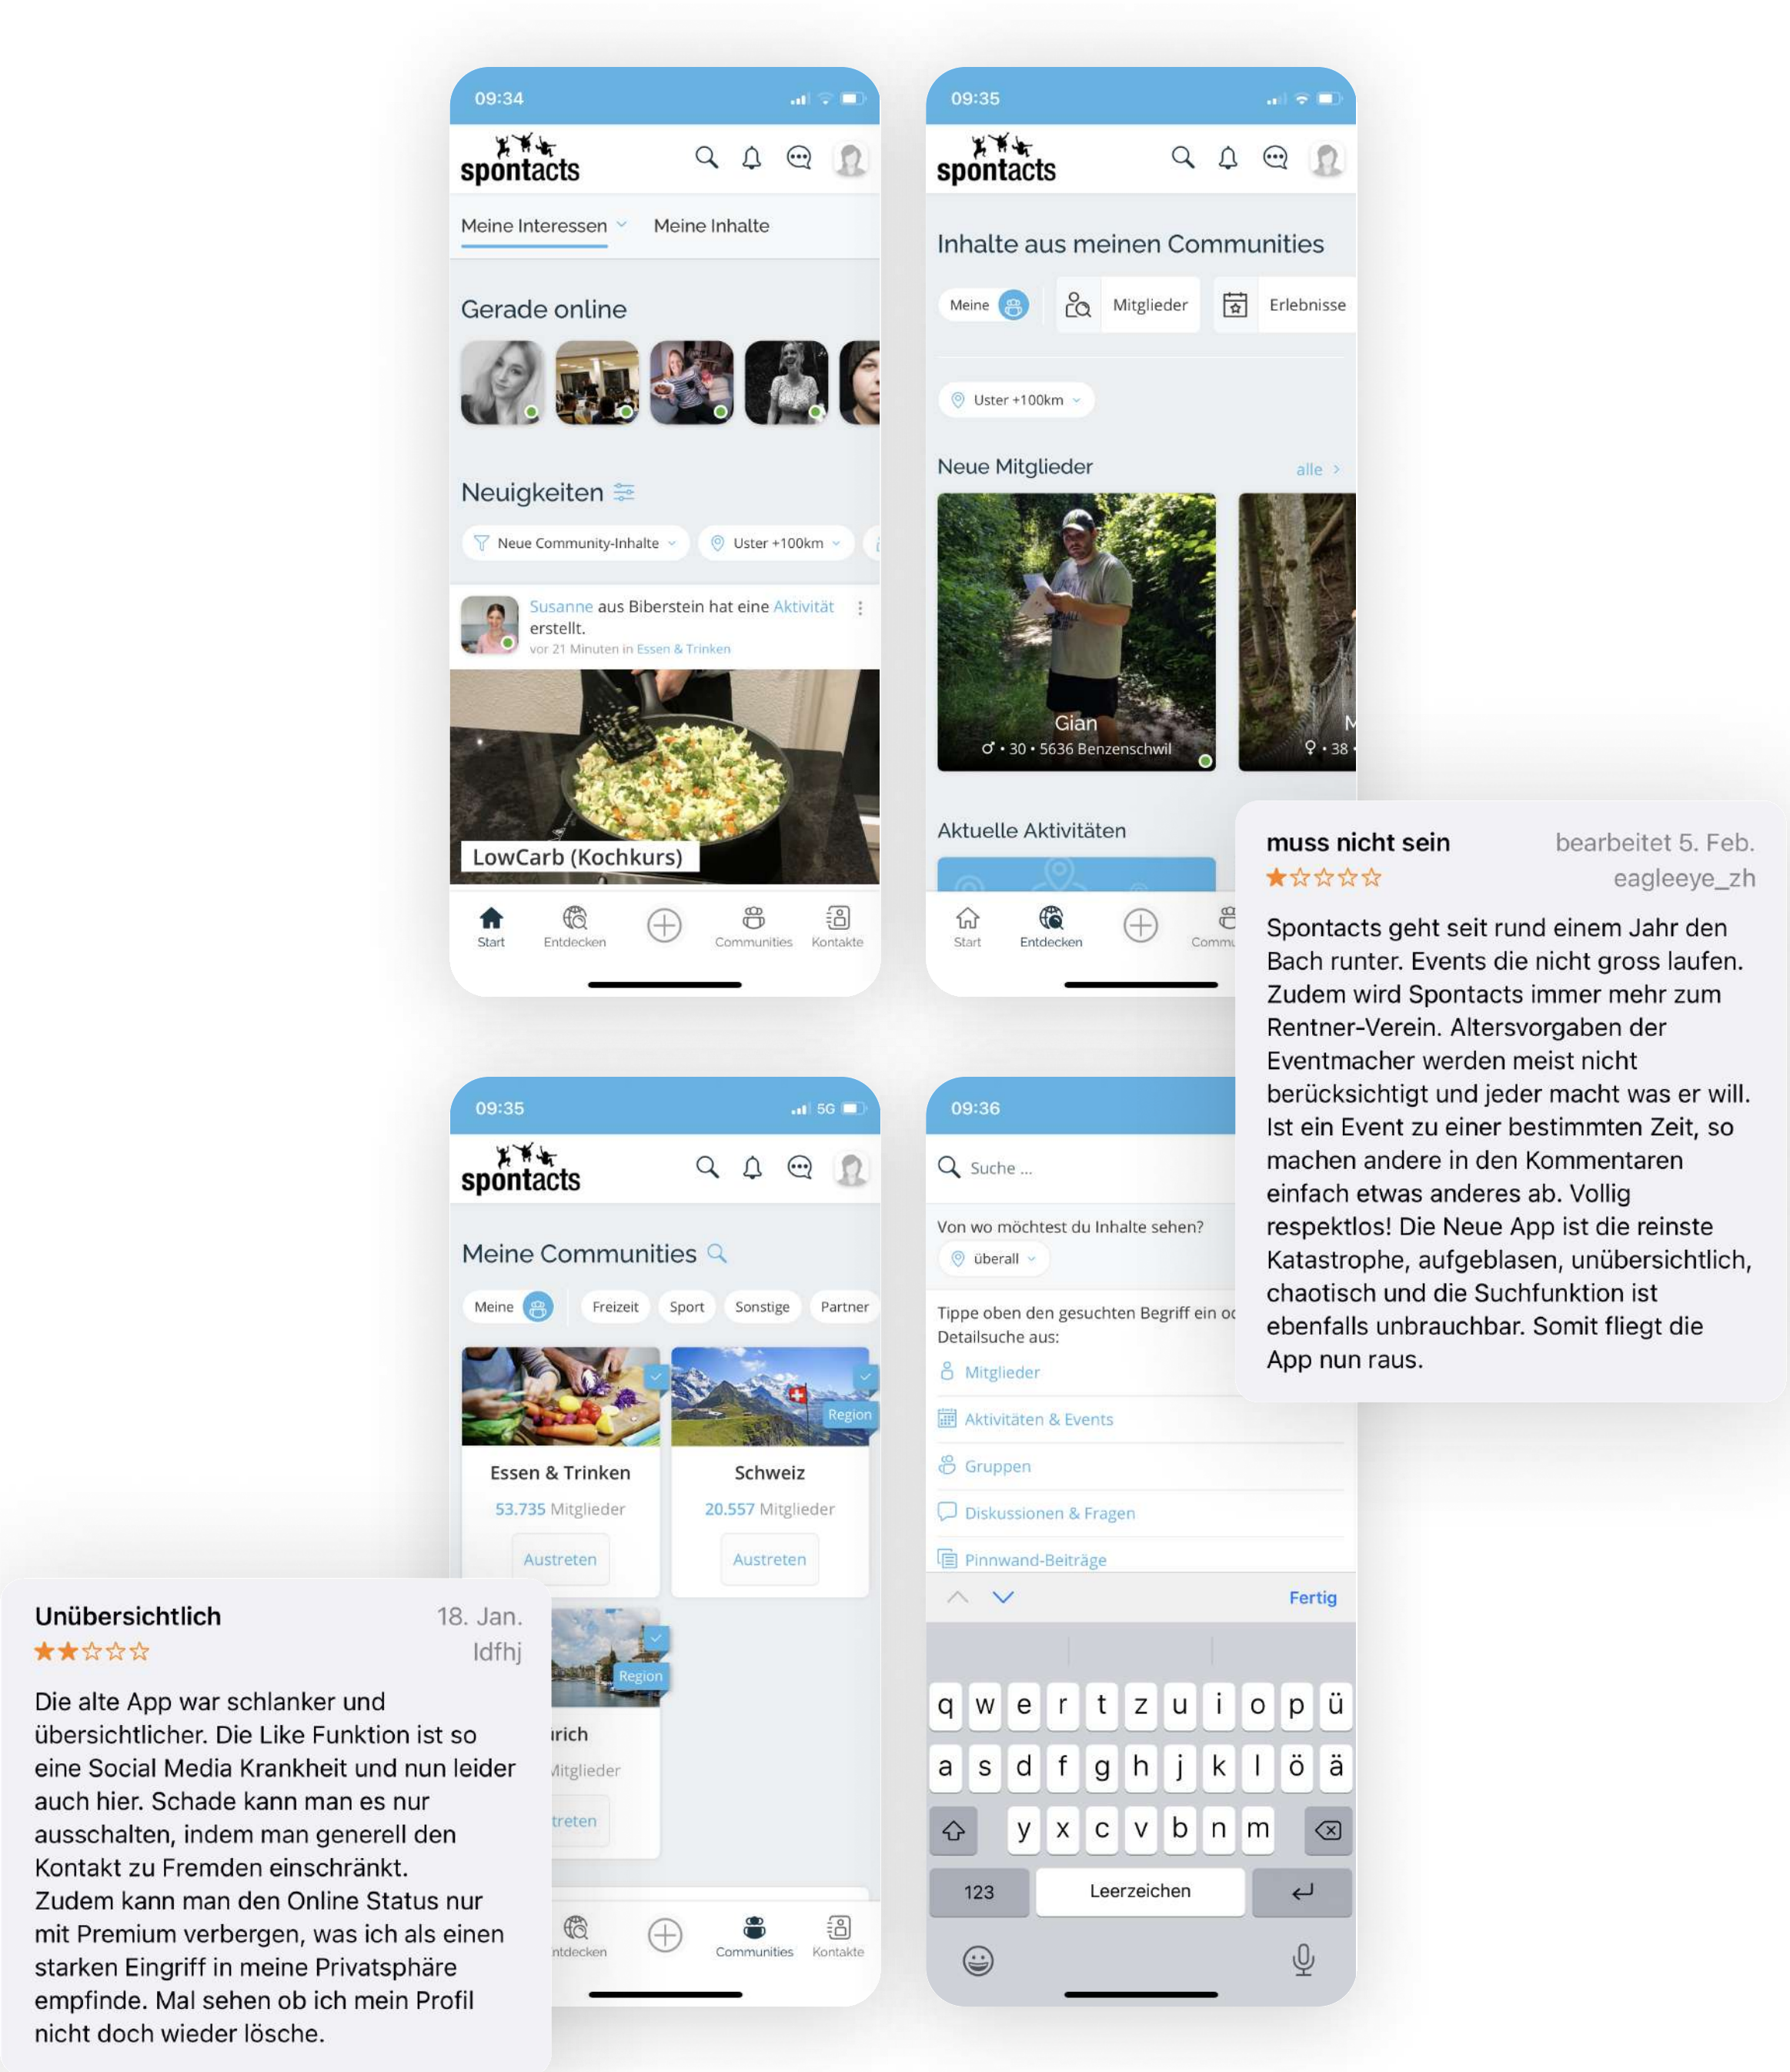 09:34
spontacts
Meine Interessen
Meine Inhalte
Gerade online
Neuigkeiten
Neue Community-Inhalte
Uster +100km
Susanne aus Biberstein hat eine Aktivität
erstellt.
vor 21 Minuten in Essen & Trinken
LowCarb (Kochkurs)
Start
Entdecken
Communities
Kontakte
09:35
spontacts
Inhalte aus meinen Communities
Meine
Mitglieder
Erlebnisse
Uster +100km
Neue Mitglieder
alle >
Gian
♂ • 30 • 5636 Benzenschwil
M
♀ • 38 •
Aktuelle Aktivitäten
Start
Entdecken
Commu
muss nicht sein
bearbeitet 5. Feb.
★☆☆☆☆
eagleeye_zh
Spontacts geht seit rund einem Jahr den
Bach runter. Events die nicht gross laufen.
Zudem wird Spontacts immer mehr zum
Rentner-Verein. Altersvorgaben der
Eventmacher werden meist nicht
berücksichtigt und jeder macht was er will.
Ist ein Event zu einer bestimmten Zeit, so
machen andere in den Kommentaren
einfach etwas anderes ab. Vollig
respektlos! Die Neue App ist die reinste
Katastrophe, aufgeblasen, unübersichtlich,
chaotisch und die Suchfunktion ist
ebenfalls unbrauchbar. Somit fliegt die
App nun raus.
09:35
5G
spontacts
Meine Communities
Meine
Freizeit
Sport
Sonstige
Partner
Region
Essen & Trinken
53.735 Mitglieder
Austreten
Schweiz
20.557 Mitglieder
Austreten
Region
ürich
Mitglieder
treten
ntdecken
Communities
Kontakte
Unübersichtlich
18. Jan.
★★☆☆☆
ldfhj
Die alte App war schlanker und
übersichtlicher. Die Like Funktion ist so
eine Social Media Krankheit und nun leider
auch hier. Schade kann man es nur
ausschalten, indem man generell den
Kontakt zu Fremden einschränkt.
Zudem kann man den Online Status nur
mit Premium verbergen, was ich als einen
starken Eingriff in meine Privatsphäre
empfinde. Mal sehen ob ich mein Profil
nicht doch wieder lösche.
09:36
Suche ...
Von wo möchtest du Inhalte sehen?
überall
Tippe oben den gesuchten Begriff ein od
Detailsuche aus:
Mitglieder
Aktivitäten & Events
Gruppen
Diskussionen & Fragen
Pinnwand-Beiträge
Fertig
q w e r t z u i o p ü
a s d f g h j k l ö ä
y x c v b n m
123
Leerzeichen